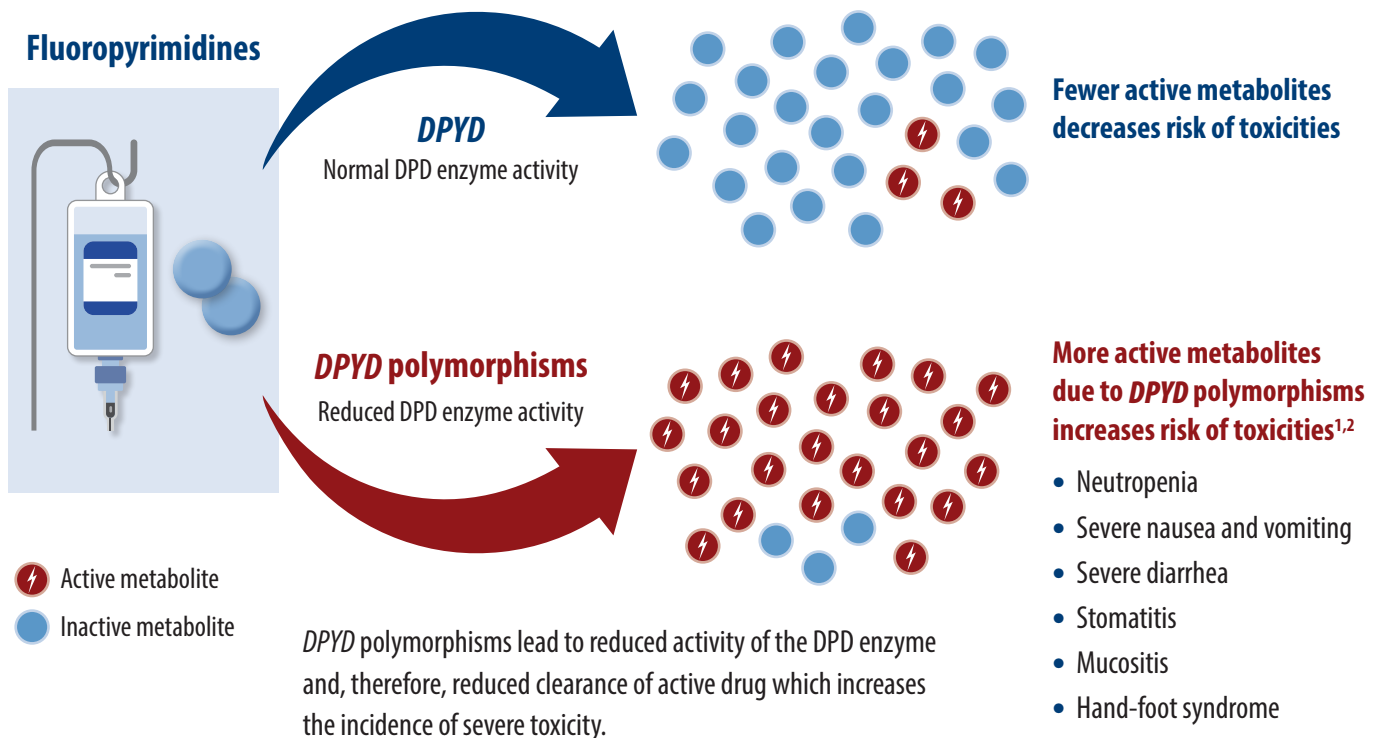 Fluoropyrimidines
DPYD
Normal DPD enzyme activity
Fewer active metabolites
decreases risk of toxicities
DPYD polymorphisms
Reduced DPD enzyme activity
More active metabolites
due to DPYD polymorphisms
increases risk of toxicities1,2
• Neutropenia
• Severe nausea and vomiting
• Severe diarrhea
• Stomatitis
• Mucositis
• Hand-foot syndrome
Active metabolite
Inactive metabolite
DPYD polymorphisms lead to reduced activity of the DPD enzyme
and, therefore, reduced clearance of active drug which increases
the incidence of severe toxicity.